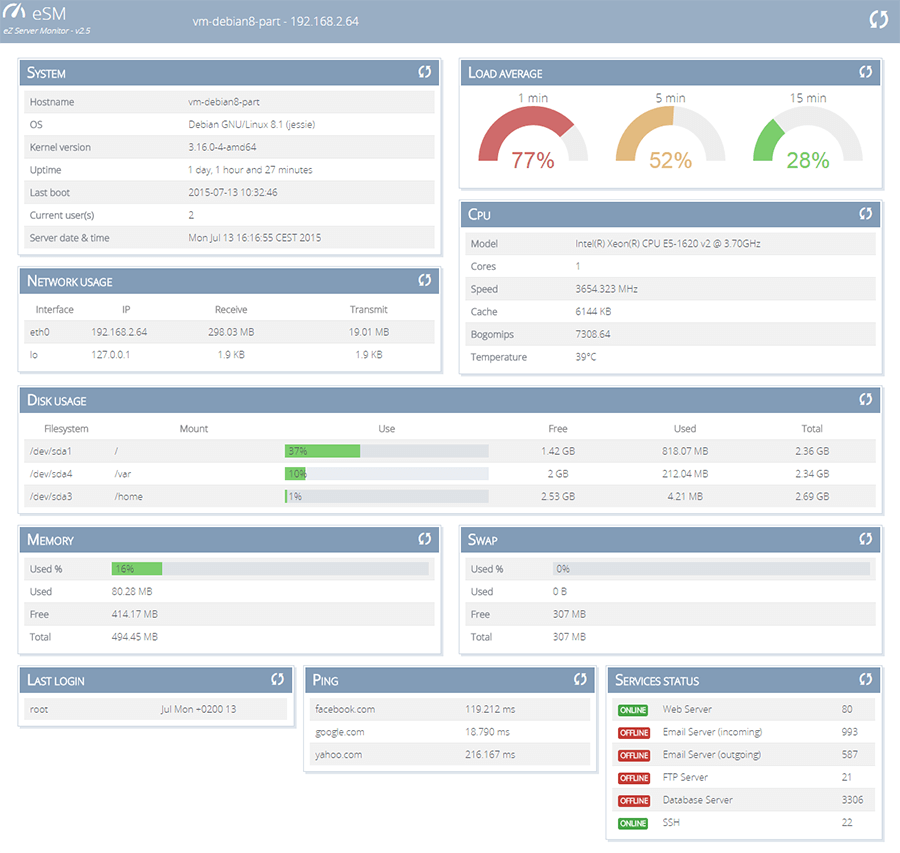 eSM
eZ Server Monitor - v2.5
vm-debian8-part - 192.168.2.64
System
Hostname vm-debian8-part
OS Debian GNU/Linux 8.1 (jessie)
Kernel version 3.16.0-4-amd64
Uptime 1 day, 1 hour and 27 minutes
Last boot 2015-07-13 10:32:46
Current user(s) 2
Server date & time Mon Jul 13 16:16:55 CEST 2015
Load average
1 min 5 min 15 min
77% 52% 28%
Cpu
Model Intel(R) Xeon(R) CPU E5-1620 v2 @ 3.70GHz
Cores 1
Speed 3654.323 MHz
Cache 6144 KB
Bogomips 7308.64
Temperature 39°C
Network usage
Interface IP Receive Transmit
eth0 192.168.2.64 298.03 MB 19.01 MB
lo 127.0.0.1 1.9 KB 1.9 KB
Disk usage
Filesystem Mount Use Free Used Total
/dev/sda1 / 37% 1.42 GB 818.07 MB 2.36 GB
/dev/sda4 /var 10% 2 GB 212.04 MB 2.34 GB
/dev/sda3 /home 1% 2.53 GB 4.21 MB 2.69 GB
Memory
Used % 16%
Used 80.28 MB
Free 414.17 MB
Total 494.45 MB
Swap
Used % 0%
Used 0 B
Free 307 MB
Total 307 MB
Last login
root Jul Mon +0200 13
Ping
facebook.com 119.212 ms
google.com 18.790 ms
yahoo.com 216.167 ms
Services status
ONLINE Web Server 80
OFFLINE Email Server (incoming) 993
OFFLINE Email Server (outgoing) 587
OFFLINE FTP Server 21
OFFLINE Database Server 3306
ONLINE SSH 22